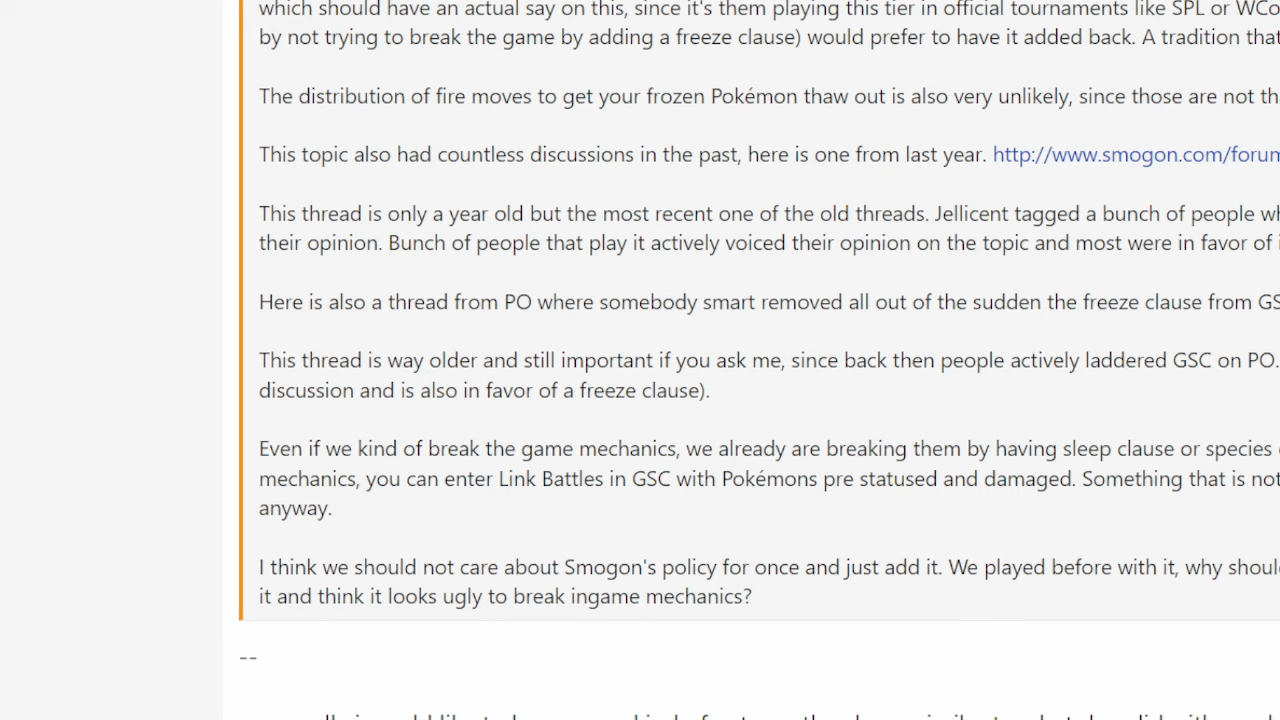 which should have an actual say on this, since it's them playing this tier in official tournaments like SPL or WCo
by not trying to break the game by adding a freeze clause) would prefer to have it added back. A tradition that
The distribution of fire moves to get your frozen Pokémon thaw out is also very unlikely, since those are not th
This topic also had countless discussions in the past, here is one from last year. http://www.smogon.com/forum
This thread is only a year old but the most recent one of the old threads. Jellicent tagged a bunch of people wh
their opinion. Bunch of people that play it actively voiced their opinion on the topic and most were in favor of i
Here is also a thread from PO where somebody smart removed all out of the sudden the freeze clause from GS
This thread is way older and still important if you ask me, since back then people actively laddered GSC on PO.
discussion and is also in favor of a freeze clause).
Even if we kind of break the game mechanics, we already are breaking them by having sleep clause or species
mechanics, you can enter Link Battles in GSC with Pokémons pre statused and damaged. Something that is not
anyway.
I think we should not care about Smogon's policy for once and just add it. We played before with it, why shoul
it and think it looks ugly to break ingame mechanics?
--